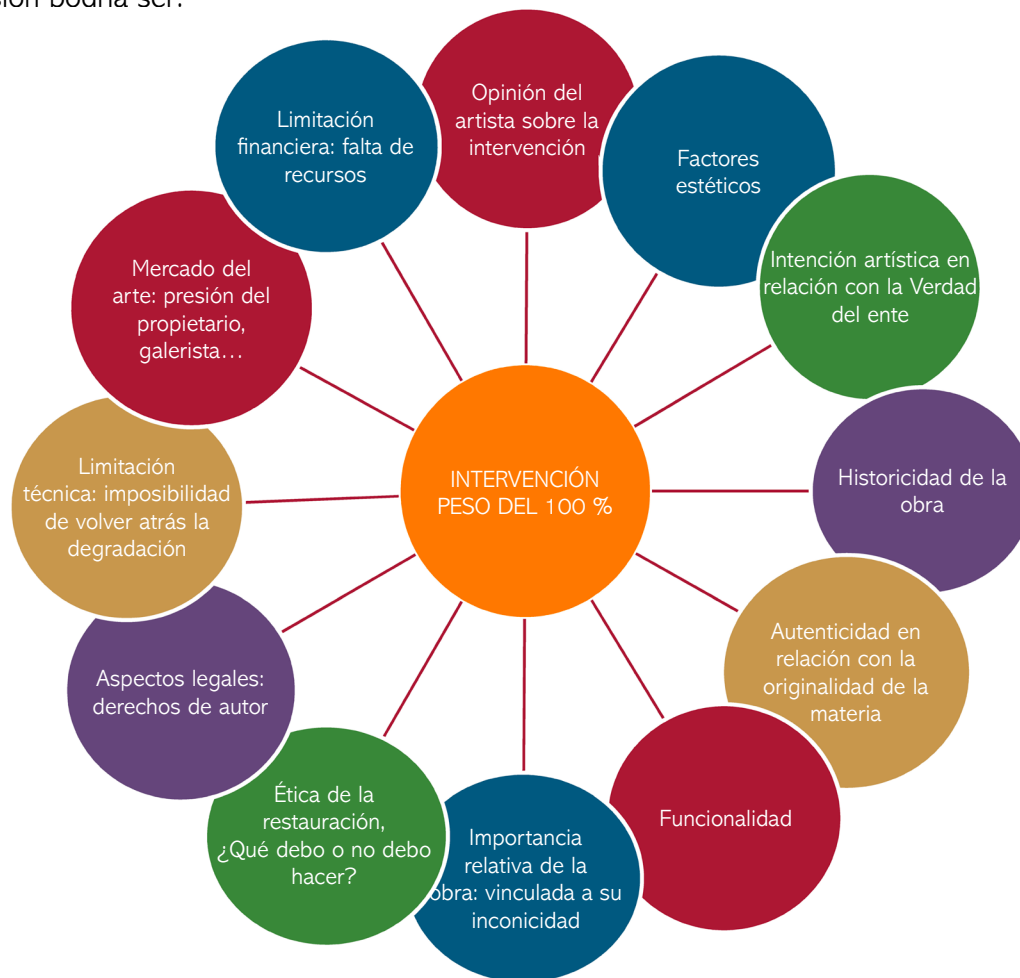 sión podría ser:
Opinión del
artista sobre la
intervención
Factores
estéticos
Intención artística en
relación con la Verdad
del ente
Historicidad de la
obra
Autenticidad en
relación con la
originalidad de la
materia
Funcionalidad
Importancia
relativa de la
obra: vinculada a su
inconicidad
Ética de la
restauración,
¿Qué debo o no debo
hacer?
Aspectos legales:
derechos de autor
Limitación
técnica: imposibilidad
de volver atrás la
degradación
Mercado del
arte: presión del
propietario,
galerista…
Limitación
financiera: falta de
recursos
INTERVENCIÓN
PESO DEL 100 %